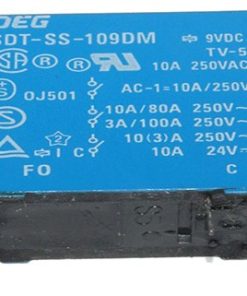 OEG
SDT-SS-109DM 9VDC
10A 250VAC TV-5
OJ501 AC-1=10A/250V
10A/80A 250V~
3A/100A 250V~
IC 10(3)A 250V~
10A 24V
FO C